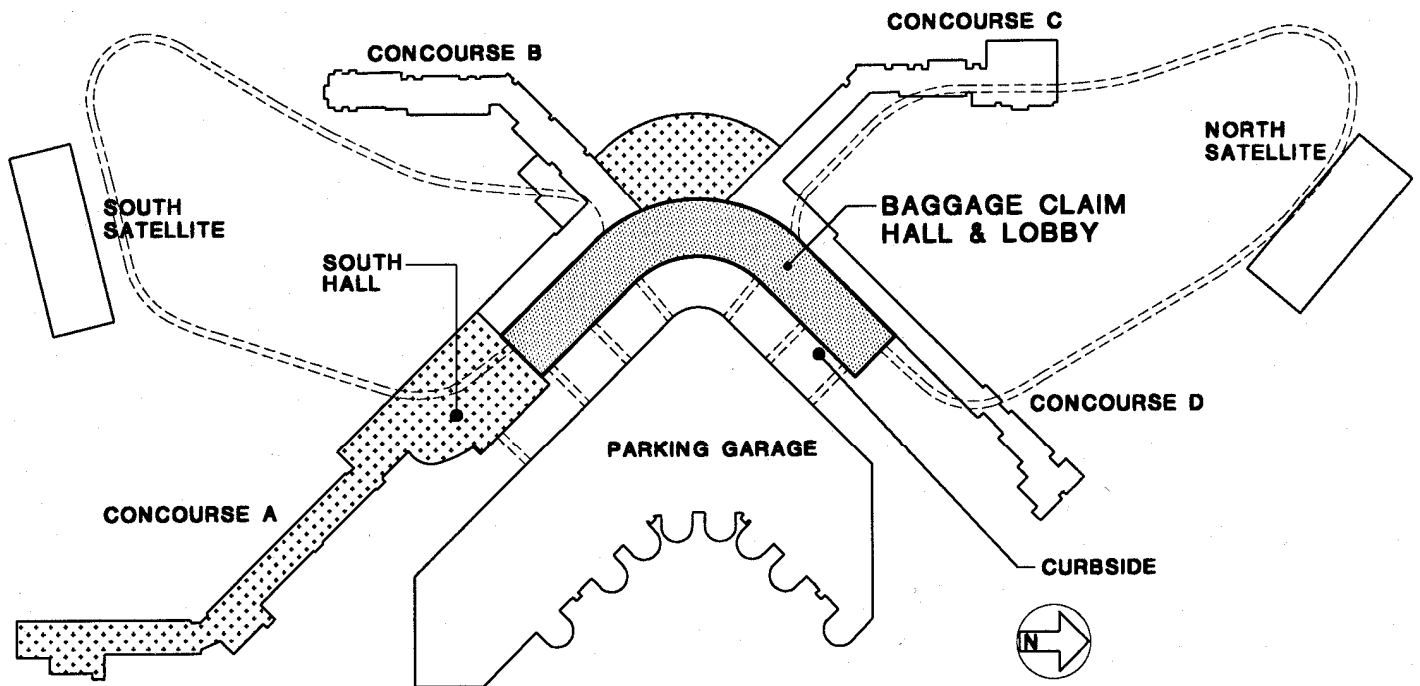 CONCOURSE C
CONCOURSE B
NORTH
SATELLITE
SOUTH
SATELLITE
BAGGAGE CLAIM
HALL & LOBBY
SOUTH
HALL
CONCOURSE D
PARKING GARAGE
CONCOURSE A
CURBSIDE
N